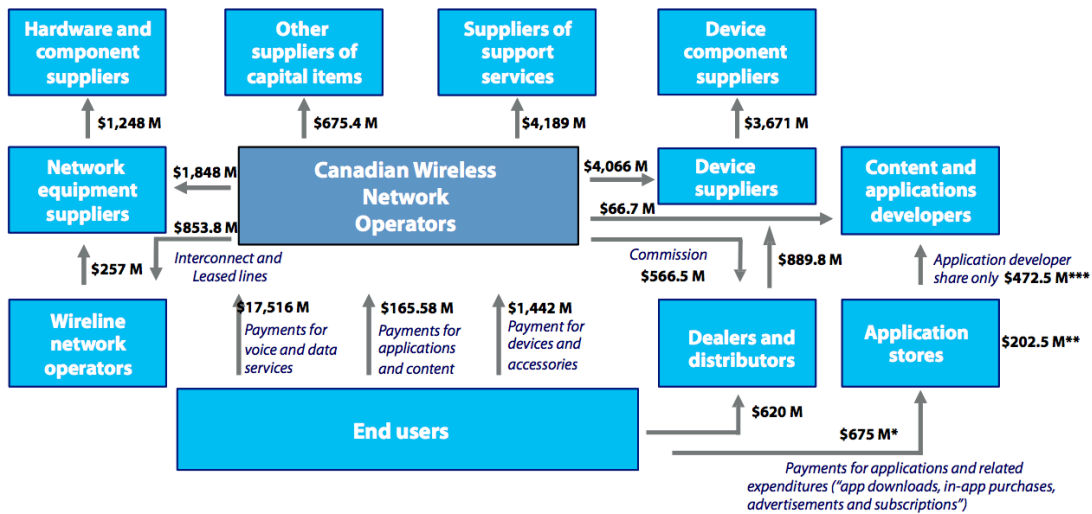 Hardware and
component
suppliers
Other
suppliers of
capital items
Suppliers of
support
services
Device
component
suppliers
$1,248 M
$675.4 M
$4,189 M
$3,671 M
Network
equipment
suppliers
$1,848 M
Canadian Wireless
Network
Operators
$4,066 M
Device
suppliers
Content and
applications
developers
$66.7 M
$853.8 M
Interconnect and
Leased lines
Commission
$566.5 M
$889.8 M
Application developer
share only $472.5 M***
$257 M
Wireline
network
operators
$17,516 M
Payments for
voice and data
services
$165.58 M
Payments for
applications
and content
$1,442 M
Payment for
devices and
accessories
Dealers and
distributors
Application
stores
$202.5 M**
End users
$620 M
$675 M*
Payments for applications and related
expenditures (“app downloads, in-app purchases,
advertisements and subscriptions”)